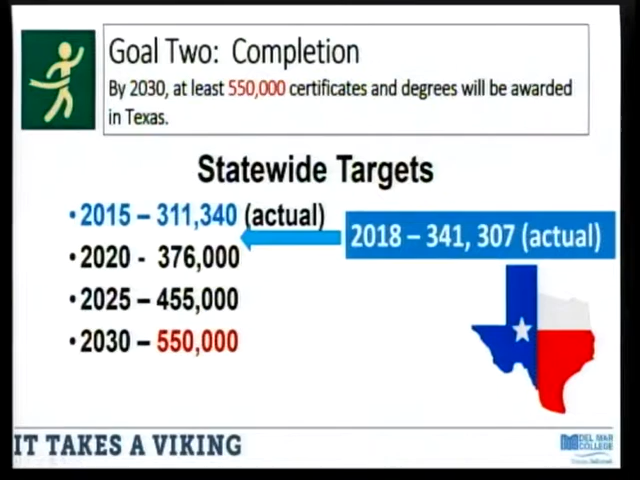 Goal Two: Completion
By 2030, at least 550,000 certificates and degrees will be awarded
in Texas.
Statewide Targets
•2015 – 311,340 (actual)
2018 – 341, 307 (actual)
•2020 - 376,000
•2025 – 455,000
•2030 – 550,000
IT TAKES A VIKING
DEL MAR
COLLEGE